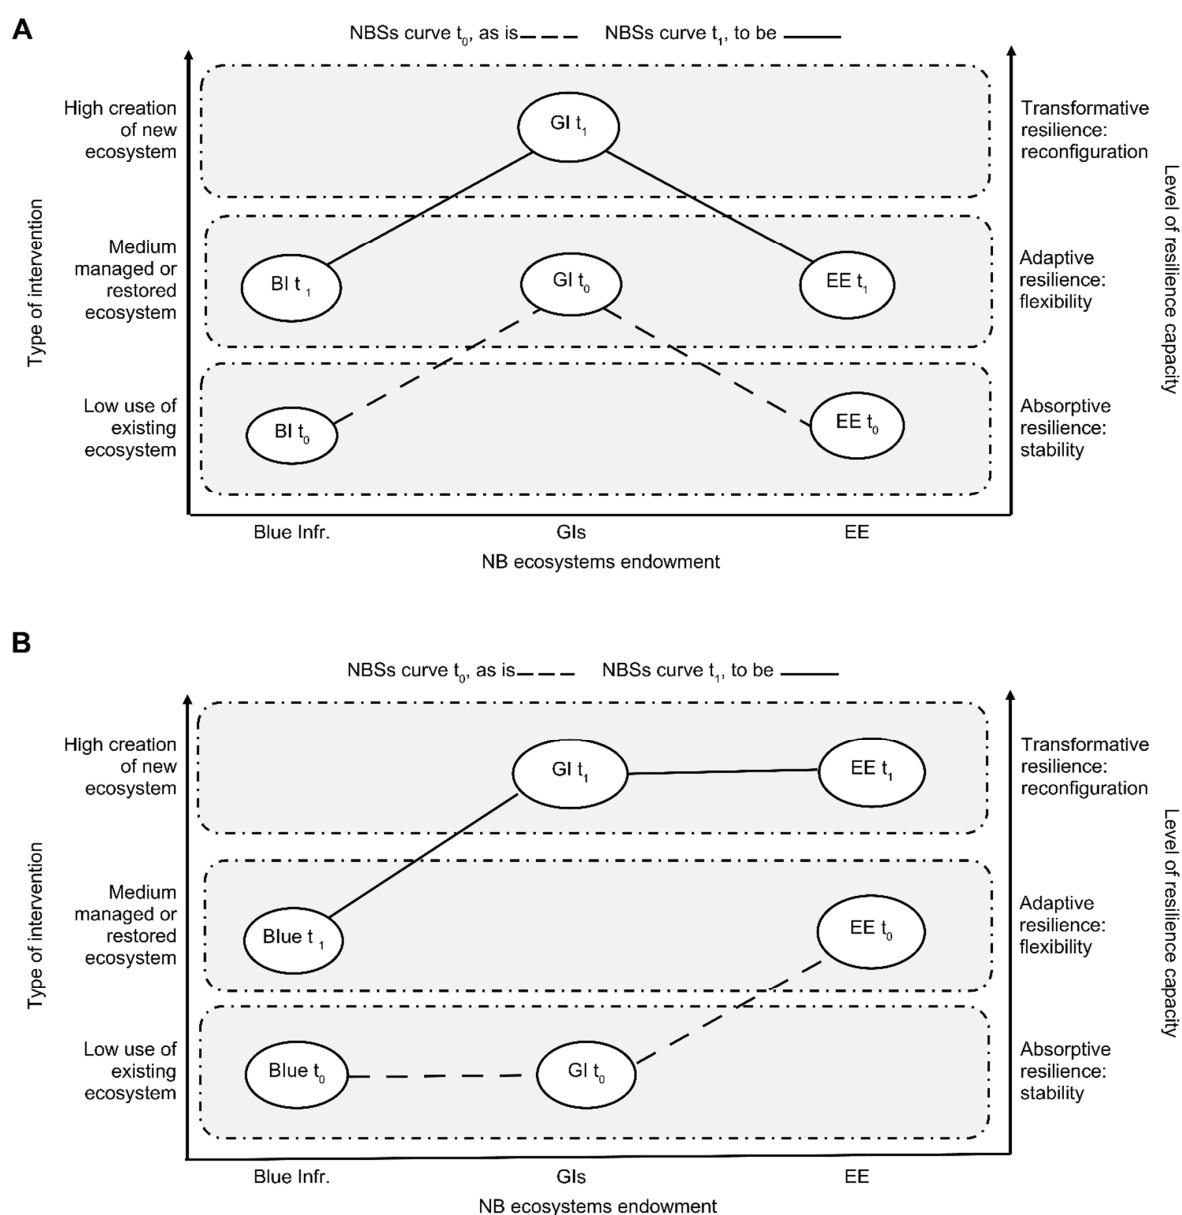 A
NBSs curve t0, as is NBSs curve t1, to be
High creation
of new
ecosystem
GI t1
Transformative
resilience:
reconfiguration
Type of intervention
Level of resilience capacity
Medium
managed or
restored
ecosystem
BI t 1
GI t0
EE t1
Adaptive
resilience:
flexibility
Low use of
existing
ecosystem
BI t0
EE t0
Absorptive
resilience:
stability
Blue Infr. GIs EE
NB ecosystems endowment
B
NBSs curve t0, as is NBSs curve t1, to be
High creation
of new
ecosystem
GI t1
EE t1
Transformative
resilience:
reconfiguration
Type of intervention
Level of resilience capacity
Medium
managed or
restored
ecosystem
Blue t 1
EE t0
Adaptive
resilience:
flexibility
Low use of
existing
ecosystem
Blue t0
GI t0
Absorptive
resilience:
stability
Blue Infr. GIs EE
NB ecosystems endowment